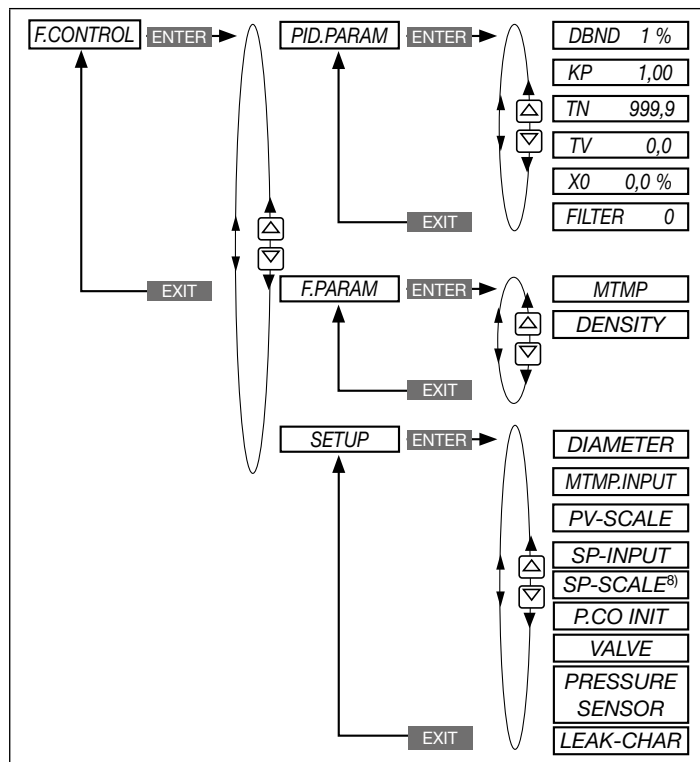 F.CONTROL ENTER PID.PARAM ENTER DBND 1 %
KP 1,00
TN 999,9
TV 0,0
X0 0,0 %
EXIT FILTER 0
EXIT F.PARAM ENTER MTMP
DENSITY
EXIT
SETUP ENTER DIAMETER
MTMP.INPUT
PV-SCALE
SP-INPUT
SP-SCALE⁸⁾
P.CO INIT
VALVE
PRESSURE
SENSOR
EXIT LEAK-CHAR